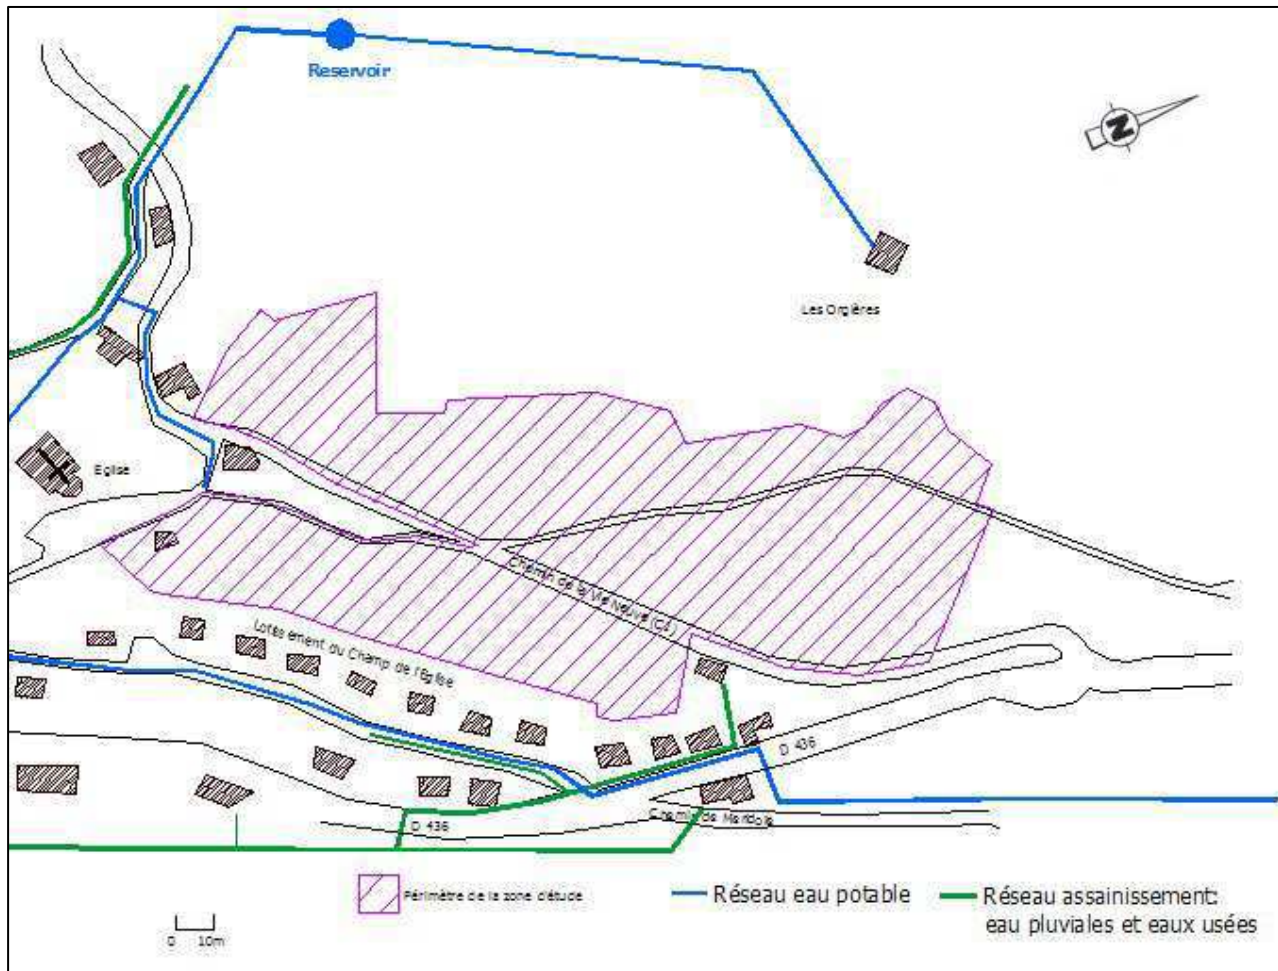 Reservoir
N
Les Orgières
Eglise
Chemin de la Vie Neuve (C4)
Lotissement du Champ de l'Eglise
D 436
D 436
Chemin de
Périmètre de la zone d'étude
Réseau eau potable
Réseau assainissement:
eau pluviales et eaux usées
0 10m